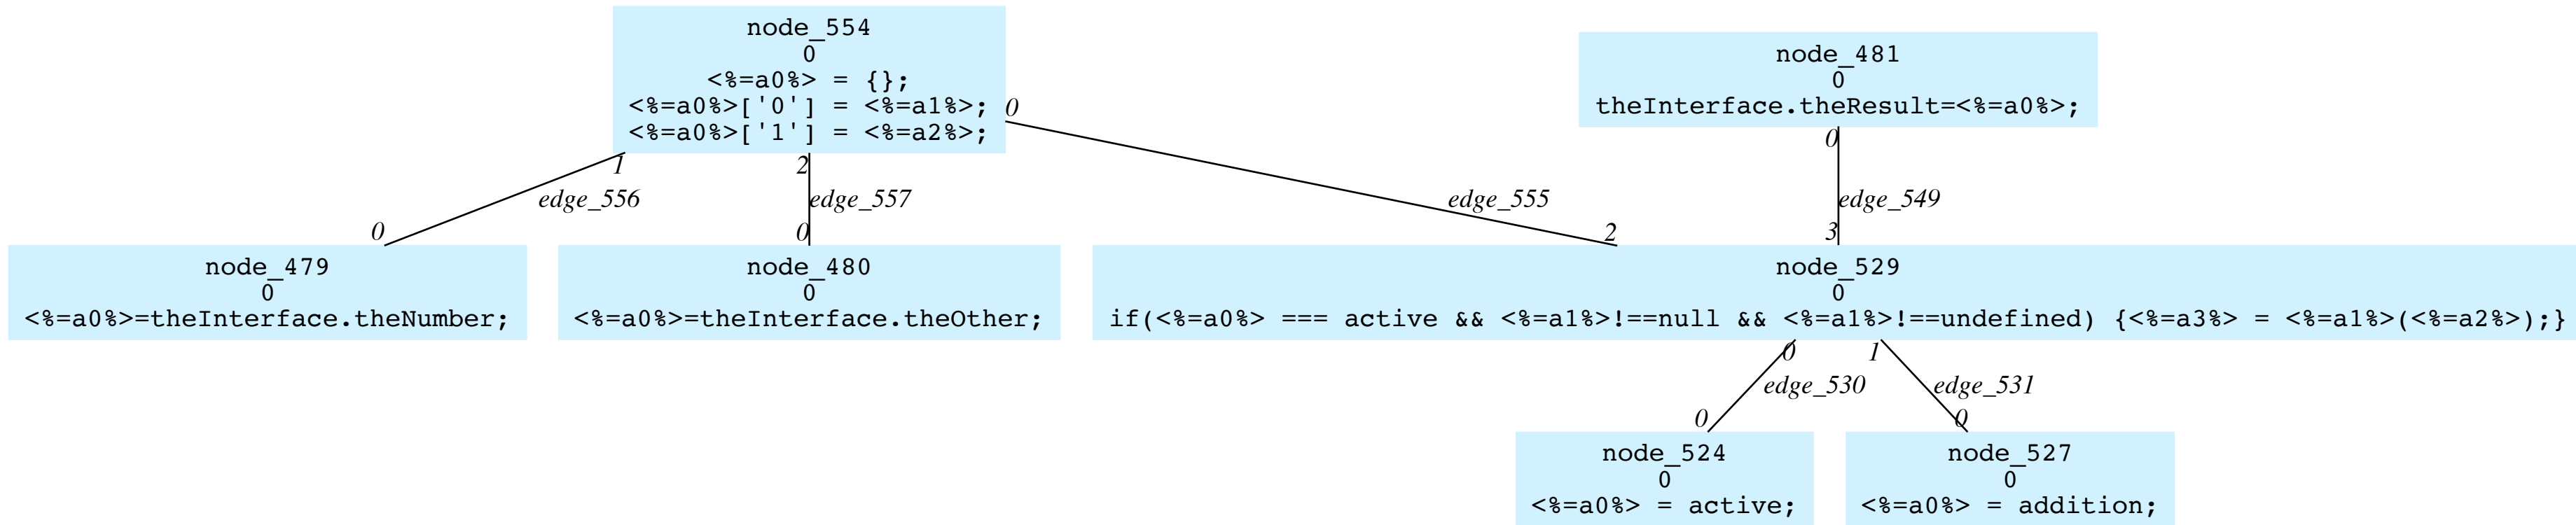 node_554
0
<%=a0%> = {};
<%=a0%>['0'] = <%=a1%>;
<%=a0%>['1'] = <%=a2%>;
0
node_481
0
theInterface.theResult=<%=a0%>;
1
2
0
edge_556
edge_557
edge_555
edge_549
0
0
2
3
node_479
0
<%=a0%>=theInterface.theNumber;
node_480
0
<%=a0%>=theInterface.theOther;
node_529
0
if(<%=a0%> === active && <%=a1%>!==null && <%=a1%>!==undefined) {<%=a3%> = <%=a1%>(<%=a2%>);}
0
1
edge_530
edge_531
0
0
node_524
0
<%=a0%> = active;
node_527
0
<%=a0%> = addition;